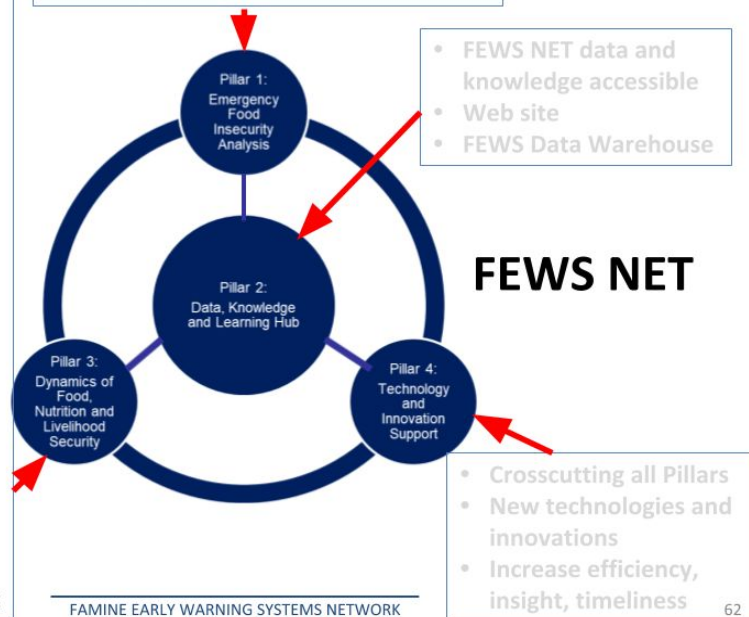 Pillar 1:
Emergency
Food
Insecurity
Analysis
• FEWS NET data and
knowledge accessible
• Web site
• FEWS Data Warehouse
FEWS NET
Pillar 2:
Data, Knowledge
and Learning Hub
Pillar 3:
Dynamics of
Food,
Nutrition and
Livelihood
Security
Pillar 4:
Technology
and
Innovation
Support
• Crosscutting all Pillars
• New technologies and
innovations
• Increase efficiency,
insight, timeliness
FAMINE EARLY WARNING SYSTEMS NETWORK
62